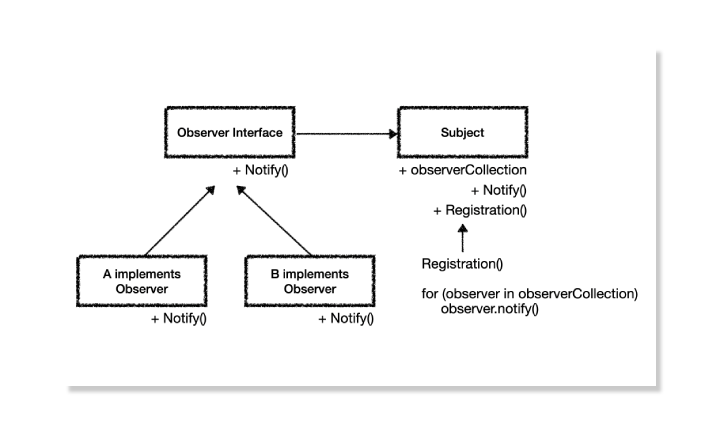 Observer Interface
Subject
+ Notify()
+ observerCollection
+ Notify()
+ Registration()
A implements
Observer
+ Notify()
B implements
Observer
+ Notify()
Registration()
for (observer in observerCollection)
observer.notify()